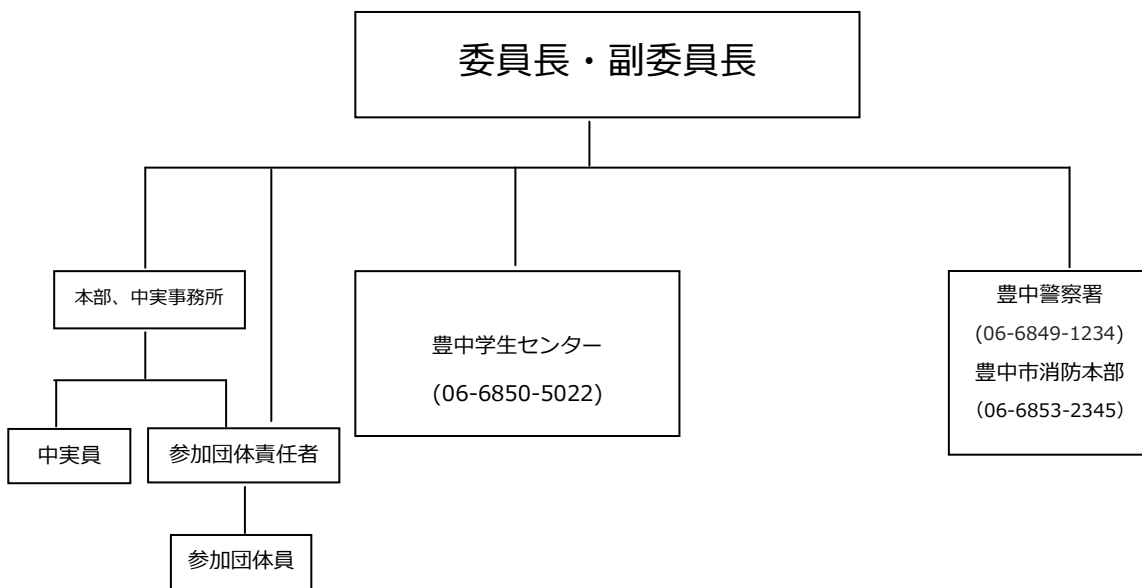 委員長・副委員長
本部、中実事務所
豊中学生センター
(06-6850-5022)
豊中警察署
(06-6849-1234)
豊中市消防本部
（06-6853-2345）
中実員
参加団体責任者
参加団体員